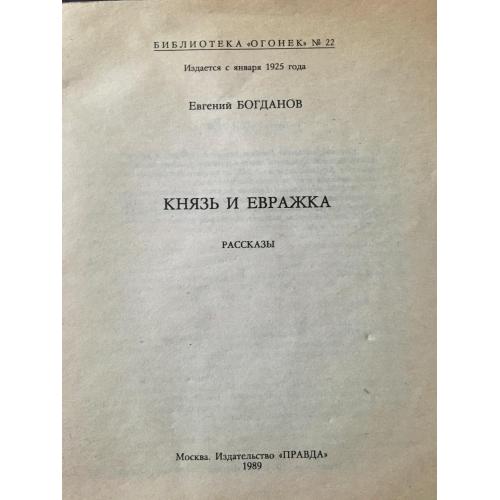 БИБЛИОТЕКА «ОГОНЕК» № 22
Издается с января 1925 года
Евгений БОГДАНОВ
КНЯЗЬ И ЕВРАЖКА
РАССКАЗЫ
Москва. Издательство «ПРАВДА»
1989